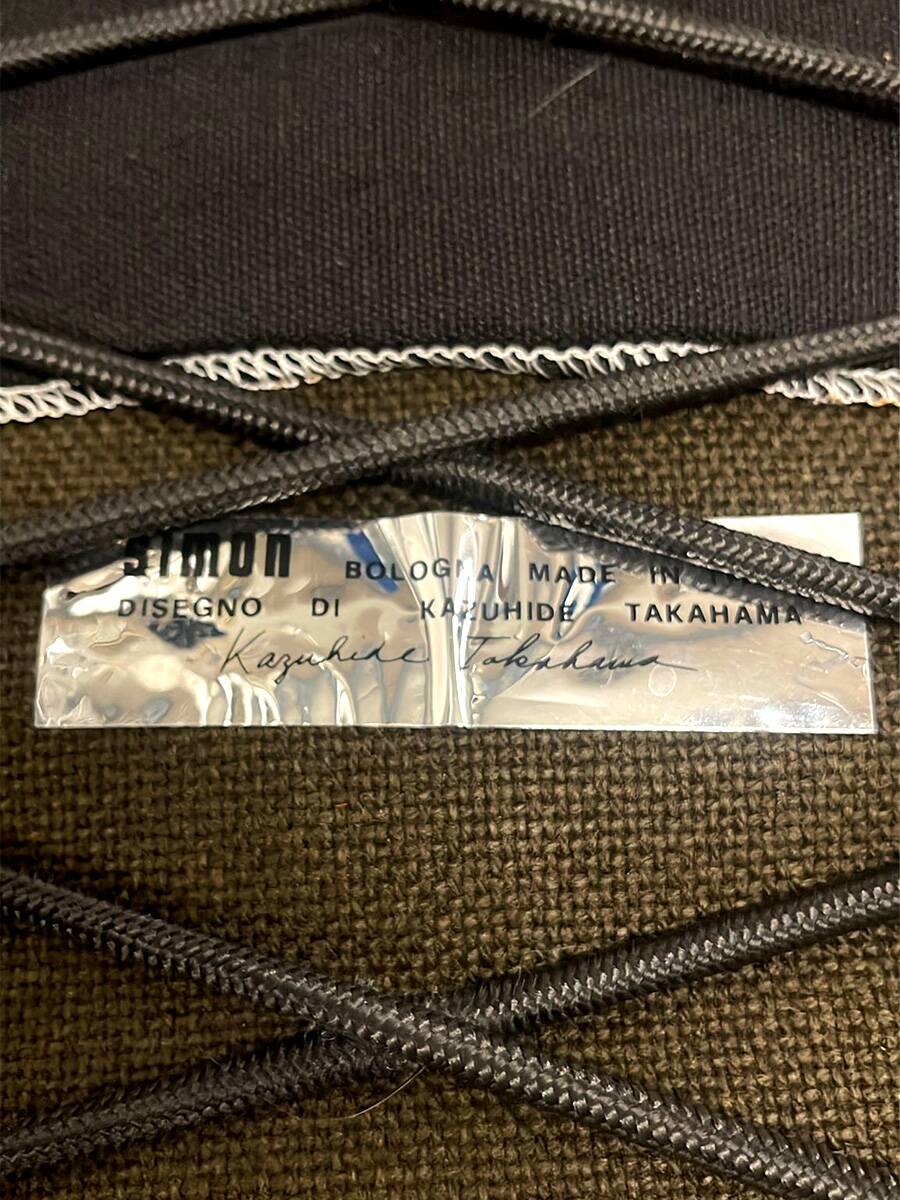 simon BOLOGNA MADE IN
DISEGNO DI KAZUHIDE TAKAHAMA
Kazuhide Takahama